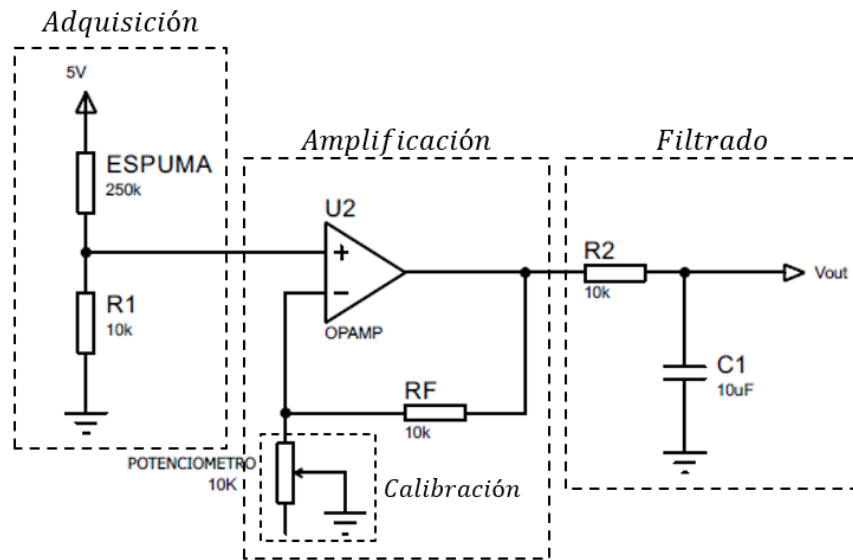 Adquisición
5V
ESPUMA
250k
R1
10k
Amplificación
U2
+
−
OPAMP
RF
10k
POTENCIOMETRO
10K
Calibración
Filtrado
R2
10k
Vout
C1
10uF